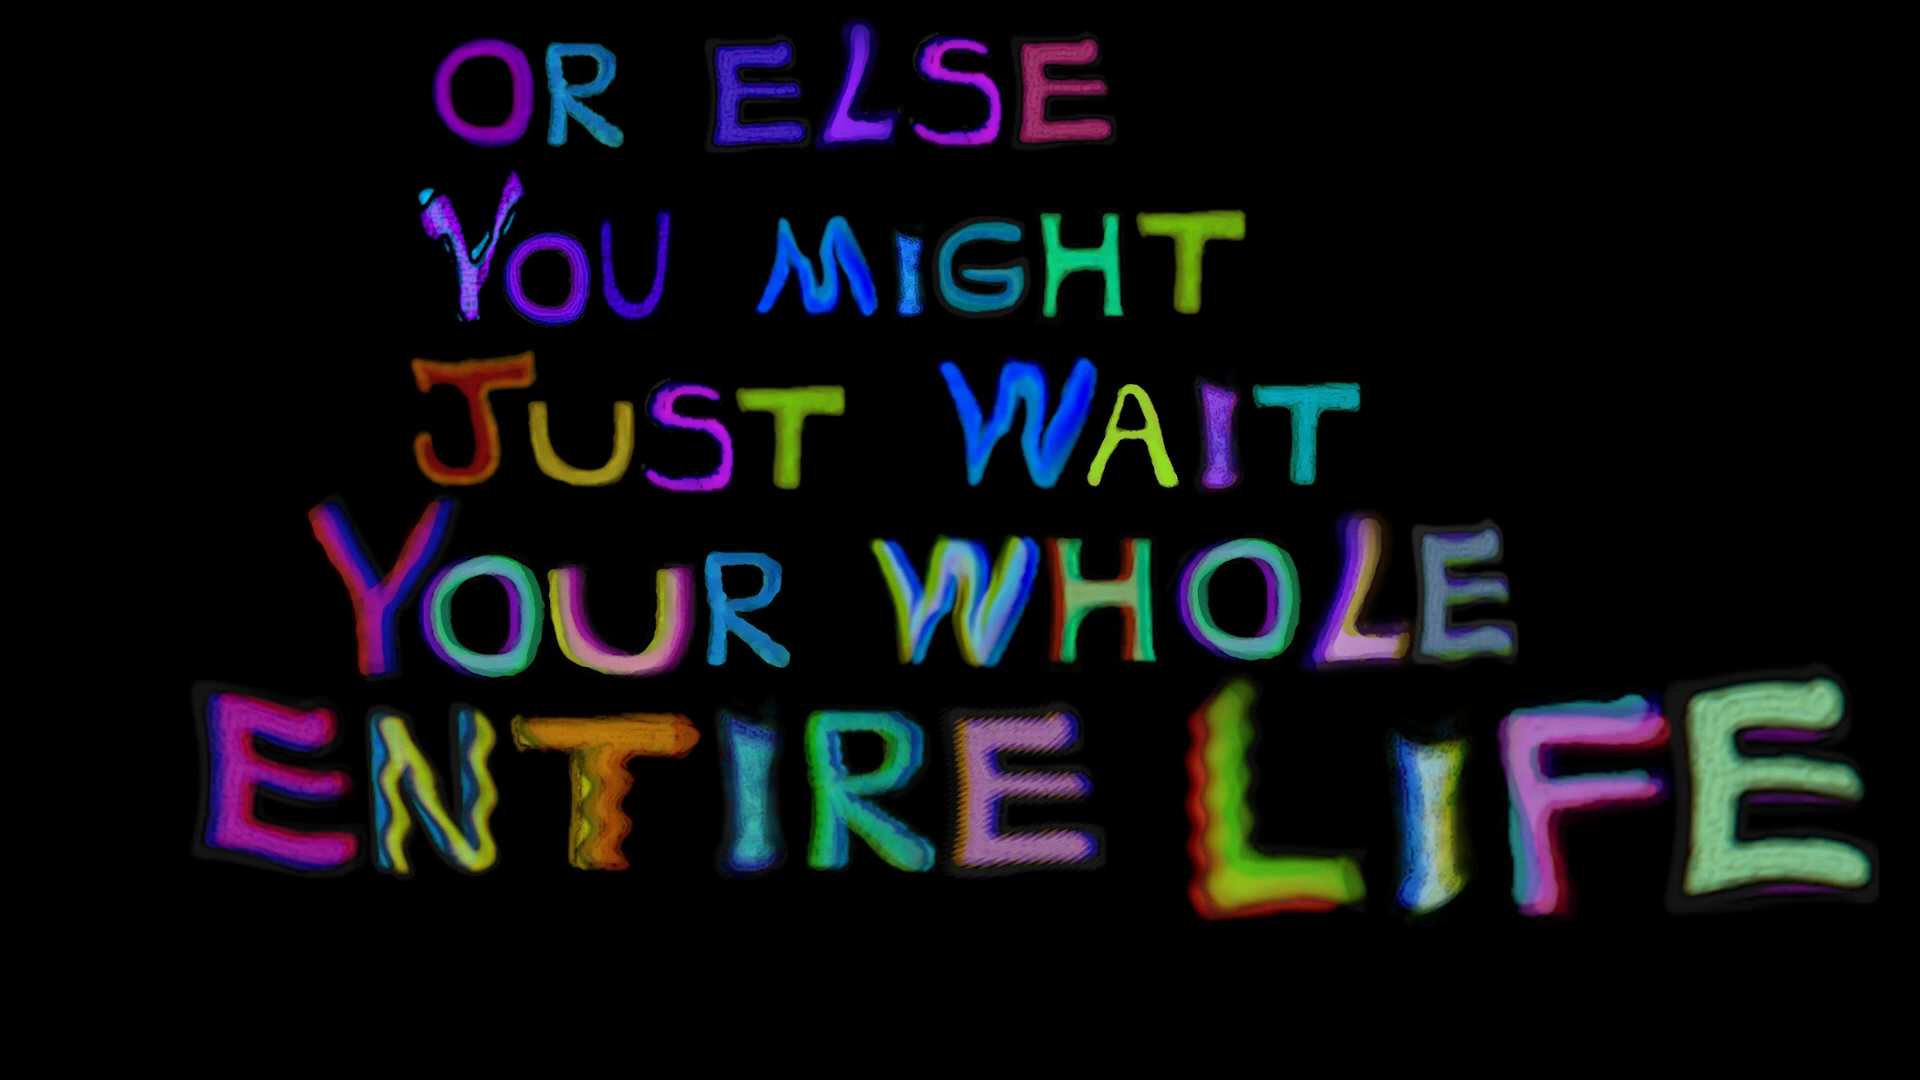 OR ELSE
YOU MIGHT
JUST WAIT
YOUR WHOLE
ENTIRE LIFE